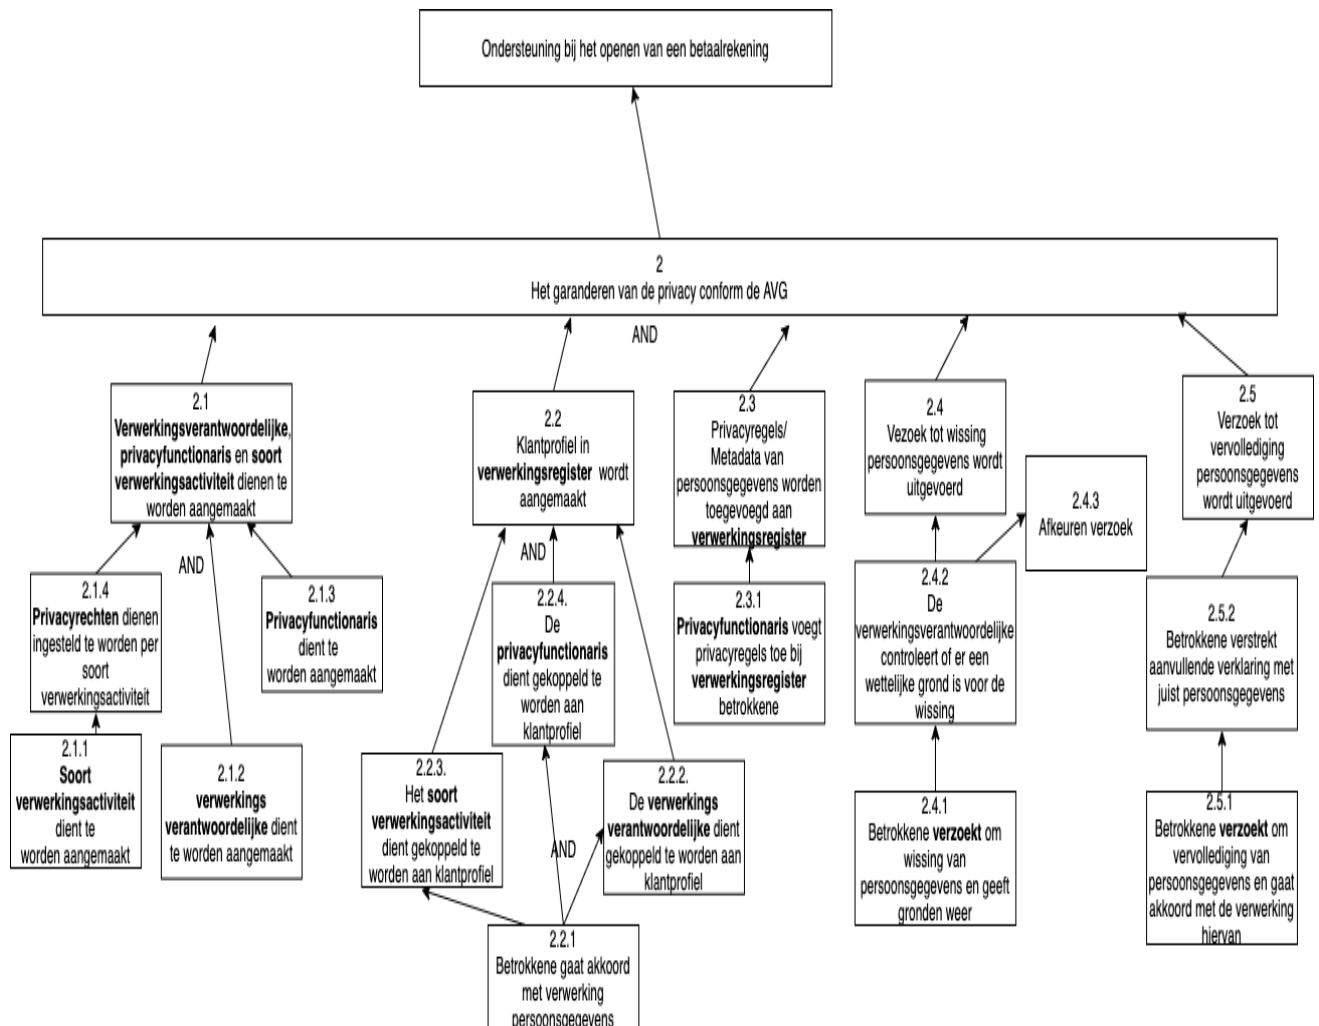 Ondersteuning bij het openen van een betaalrekening
2
Het garanderen van de privacy conform de AVG
AND
2.1
Verwerkingsverantwoordelijke,
privacyfunctionaris en soort
verwerkingsactiviteit dienen te
worden aangemaakt
2.2
Klantprofiel in
verwerkingsregister wordt
aangemaakt
2.3
Privacyregels/
Metadata van
persoonsgegevens worden
toegevoegd aan
verwerkingsregister
2.4
Vezoek tot wissing
persoonsgegevens wordt
uitgevoerd
2.5
Verzoek tot
vervollediging
persoonsgegevens
wordt uitgevoerd
2.4.3
Afkeuren verzoek
AND
AND
2.1.4
Privacyrechten dienen
ingesteld te worden per
soort
verwerkingsactiviteit
2.1.3
Privacyfunctionaris
dient te
worden aangemaakt
2.2.4.
De
privacyfunctionaris
dient gekoppeld te
worden aan
klantprofiel
2.3.1
Privacyfunctionaris voegt
privacyregels toe bij
verwerkingsregister
betrokkene
2.4.2
De
verwerkingsverantwoordelijke
controleert of er een
wettelijke grond is voor de
wissing
2.5.2
Betrokkene verstrekt
aanvullende verklaring met
juist persoonsgegevens
2.1.1
Soort
verwerkingsactiviteit
dient te
worden aangemaakt
2.1.2
verwerkings
verantwoordelijke dient
te worden aangemaakt
2.2.3.
Het soort
verwerkingsactiviteit
dient gekoppeld te
worden aan klantprofiel
AND
2.2.2.
De verwerkings
verantwoordelijke dient
gekoppeld te worden aan
klantprofiel
2.4.1
Betrokkene verzoekt om
wissing van
persoonsgegevens en geeft
gronden weer
2.5.1
Betrokkene verzoekt om
vervollediging van
persoonsgegevens en gaat
akkoord met de verwerking
hiervan
2.2.1
Betrokkene gaat akkoord
met verwerking
persoonsgegevens